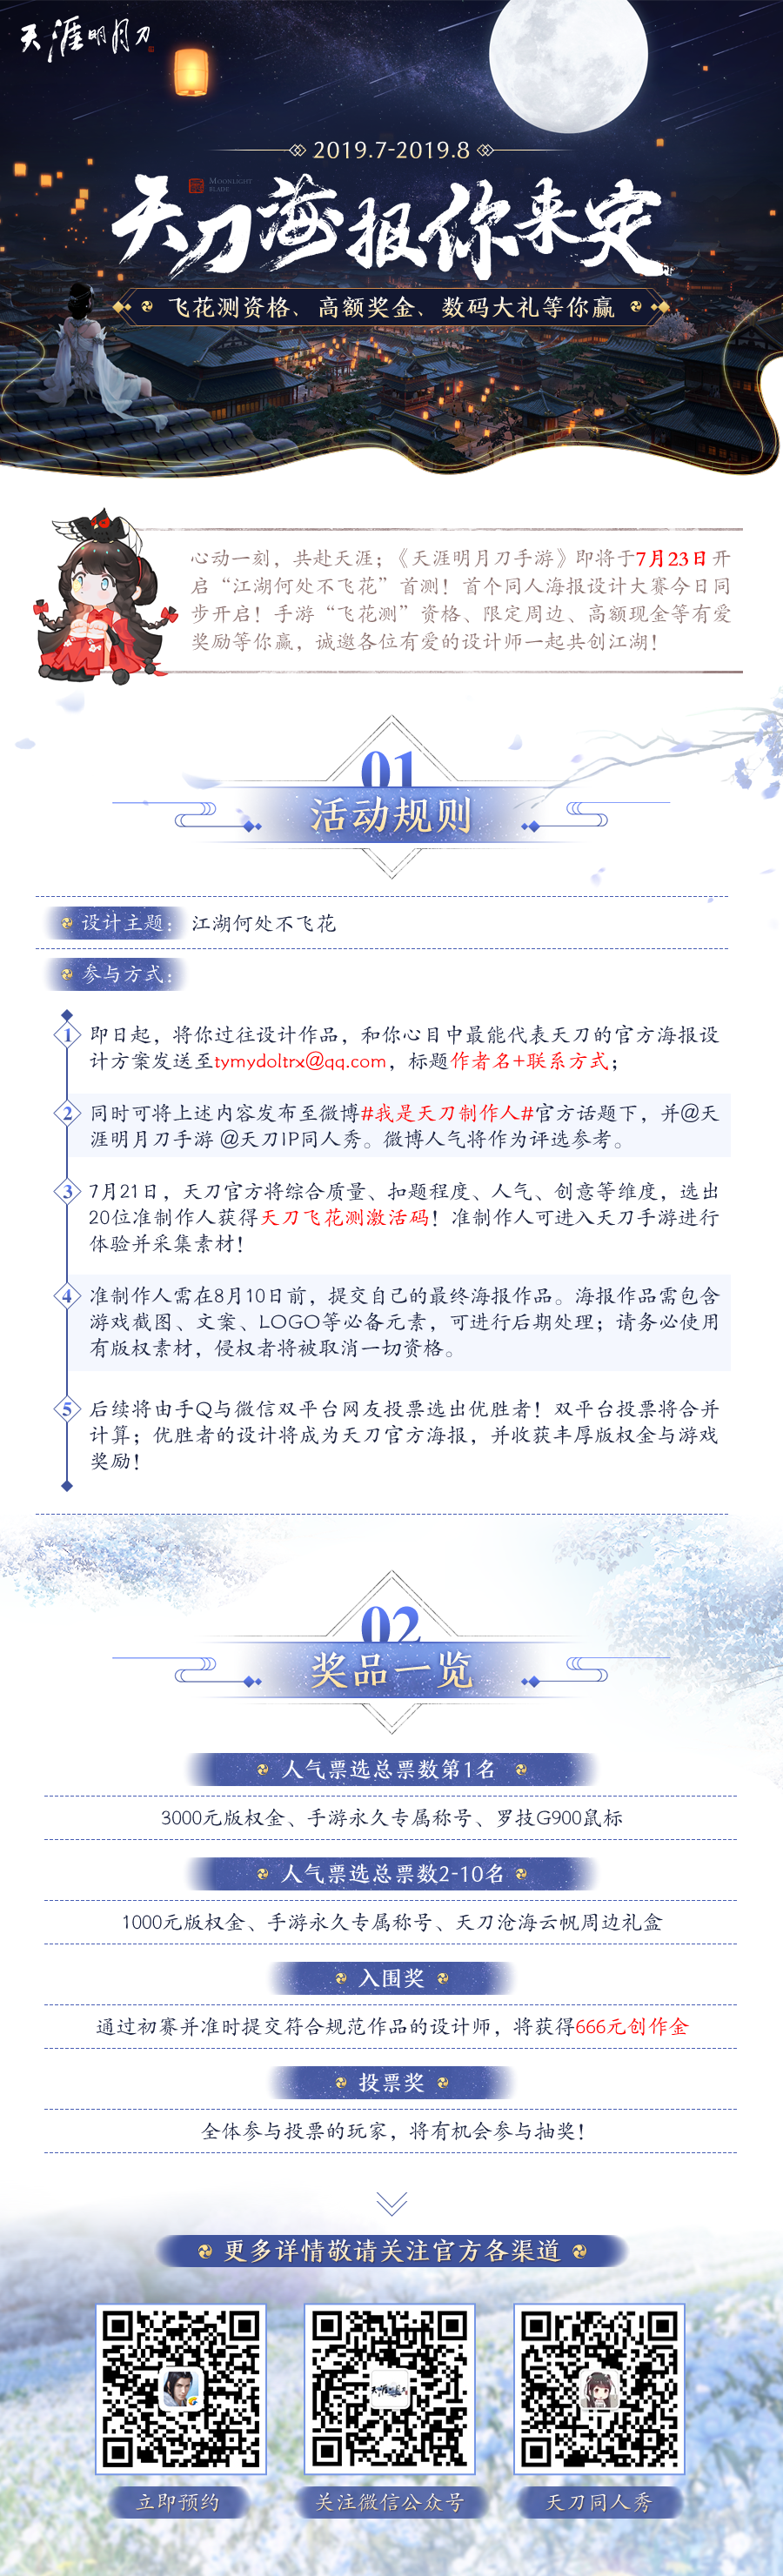 天涯明月刀
2019.7-2019.8
MOONLIGHT
BLADE
天刀海报你来定
飞花测资格、高额奖金、数码大礼等你赢
心动一刻，共赴天涯；《天涯明月刀手游》即将于7月23日开
启“江湖何处不飞花”首测！首个同人海报设计大赛今日同
步开启！手游“飞花测”资格、限定周边、高额现金等有爱
奖励等你赢，诚邀各位有爱的设计师一起共创江湖！
01
活动规则
设计主题：江湖何处不飞花
参与方式：
1 即日起，将你过往设计作品，和你心目中最能代表天刀的官方海报设
计方案发送至tymydoltrx@qq.com，标题作者名+联系方式；
2 同时可将上述内容发布至微博#我是天刀制作人#官方话题下，并@天
涯明月刀手游 @天刀IP同人秀。微博人气将作为评选参考。
3 7月21日，天刀官方将综合质量、扣题程度、人气、创意等维度，选出
20位准制作人获得天刀飞花测激活码！准制作人可进入天刀手游进行
体验并采集素材！
4 准制作人需在8月10日前，提交自己的最终海报作品。海报作品需包含
游戏截图、文案、LOGO等必备元素，可进行后期处理；请务必使用
有版权素材，侵权者将被取消一切资格。
5 后续将由手Q与微信双平台网友投票选出优胜者！双平台投票将合并
计算；优胜者的设计将成为天刀官方海报，并收获丰厚版权金与游戏
奖励！
02
奖品一览
人气票选总票数第1名
3000元版权金、手游永久专属称号、罗技G900鼠标
人气票选总票数2-10名
1000元版权金、手游永久专属称号、天刀沧海云帆周边礼盒
入围奖
通过初赛并准时提交符合规范作品的设计师，将获得666元创作金
投票奖
全体参与投票的玩家，将有机会参与抽奖！
更多详情敬请关注官方各渠道
立即预约
关注微信公众号
天刀同人秀